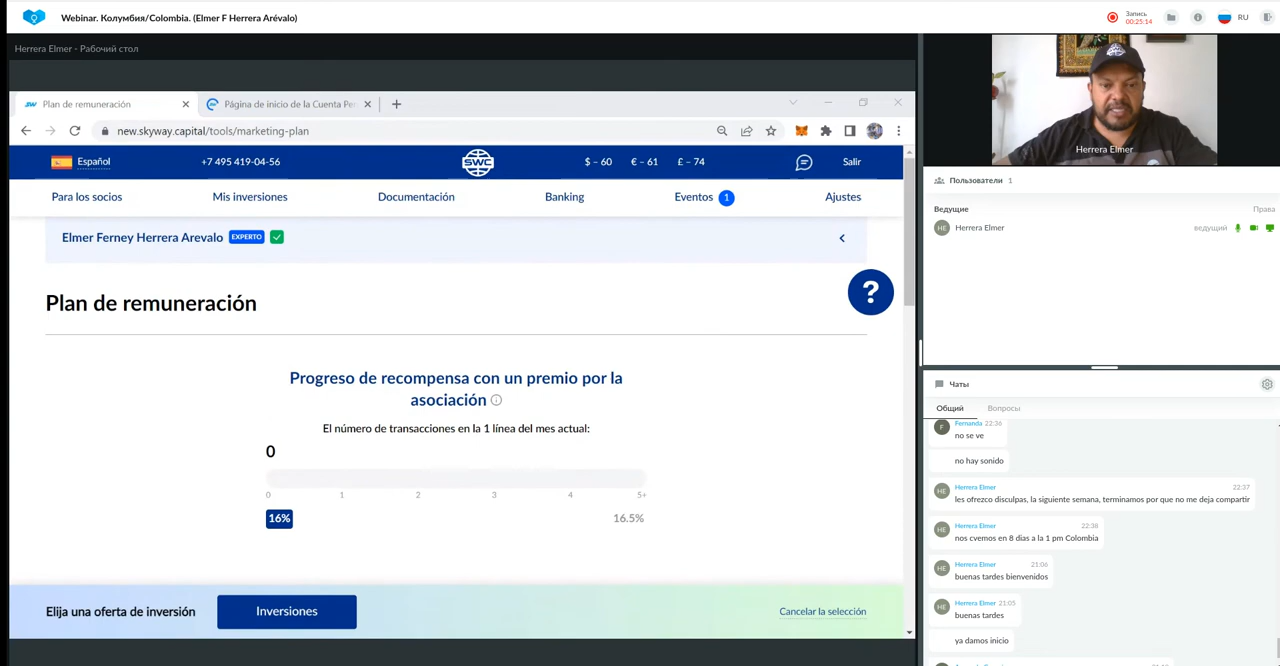 Webinar. Колумбия/Colombia. (Elmer F Herrera Arévalo)
Запись
00:25:14
RU
Herrera Elmer - Рабочий стол
Plan de remuneración
Página de inicio de la Cuenta Per
new.skyway.capital/tools/marketing-plan
Español
+7 495 419-04-56
SWC
$ – 60
€ – 61
£ – 74
Salir
Para los socios
Mis inversiones
Documentación
Banking
Eventos 1
Ajustes
Elmer Ferney Herrera Arevalo EXPERTO
?
Plan de remuneración
Progreso de recompensa con un premio por la
asociación
El número de transacciones en la 1 línea del mes actual:
0
0 1 2 3 4 5+
16% 16.5%
Elija una oferta de inversión
Inversiones
Cancelar la selección
Herrera Elmer
Пользователи 1
Ведущие
Права
HE
Herrera Elmer
ведущий
Чаты
Общий
Вопросы
F
Fernanda 22:36
no se ve
no hay sonido
HE
Herrera Elmer 22:37
les ofrezco disculpas, la siguiente semana, terminamos por que no me deja compartir
HE
Herrera Elmer 22:38
nos cvemos en 8 dias a la 1 pm Colombia
HE
Herrera Elmer 21:06
buenas tardes bienvenidos
HE
Herrera Elmer 21:05
buenas tardes
ya damos inicio